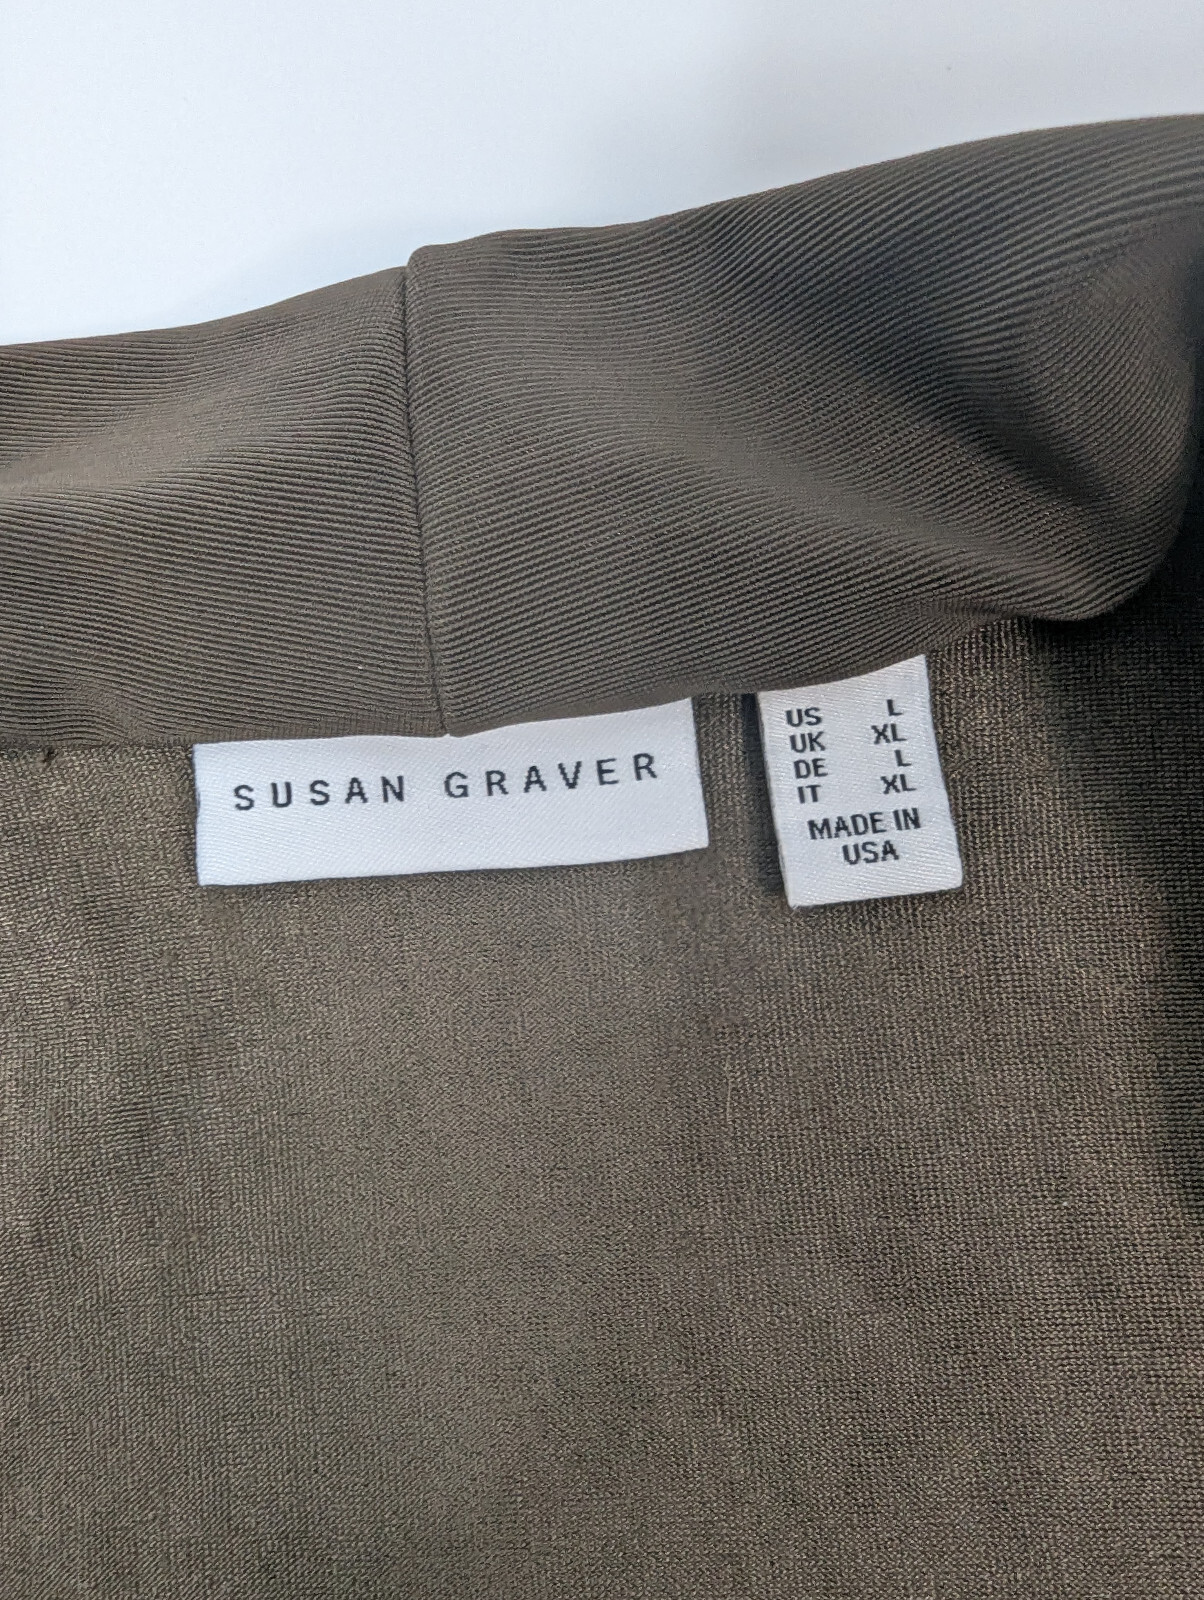 SUSAN GRAVER
US L
UK XL
DE L
IT XL
MADE IN
USA